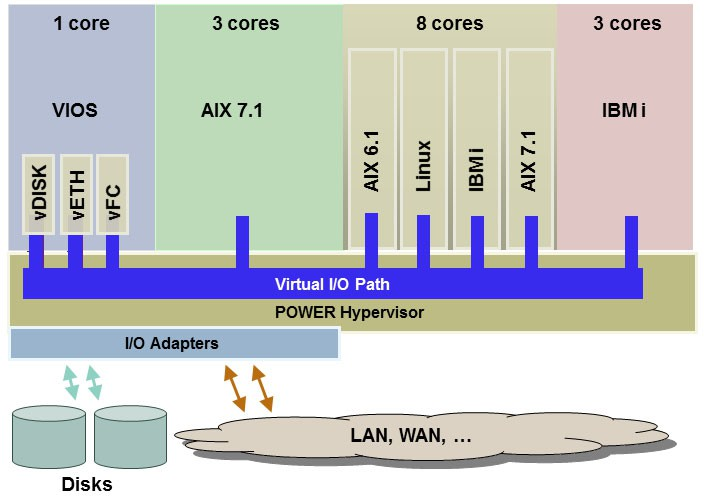 1 core
3 cores
8 cores
3 cores
VIOS
AIX 7.1
IBM i
vDISK
vETH
vFC
AIX 6.1
Linux
IBM i
AIX 7.1
Virtual I/O Path
POWER Hypervisor
I/O Adapters
LAN, WAN, ...
Disks